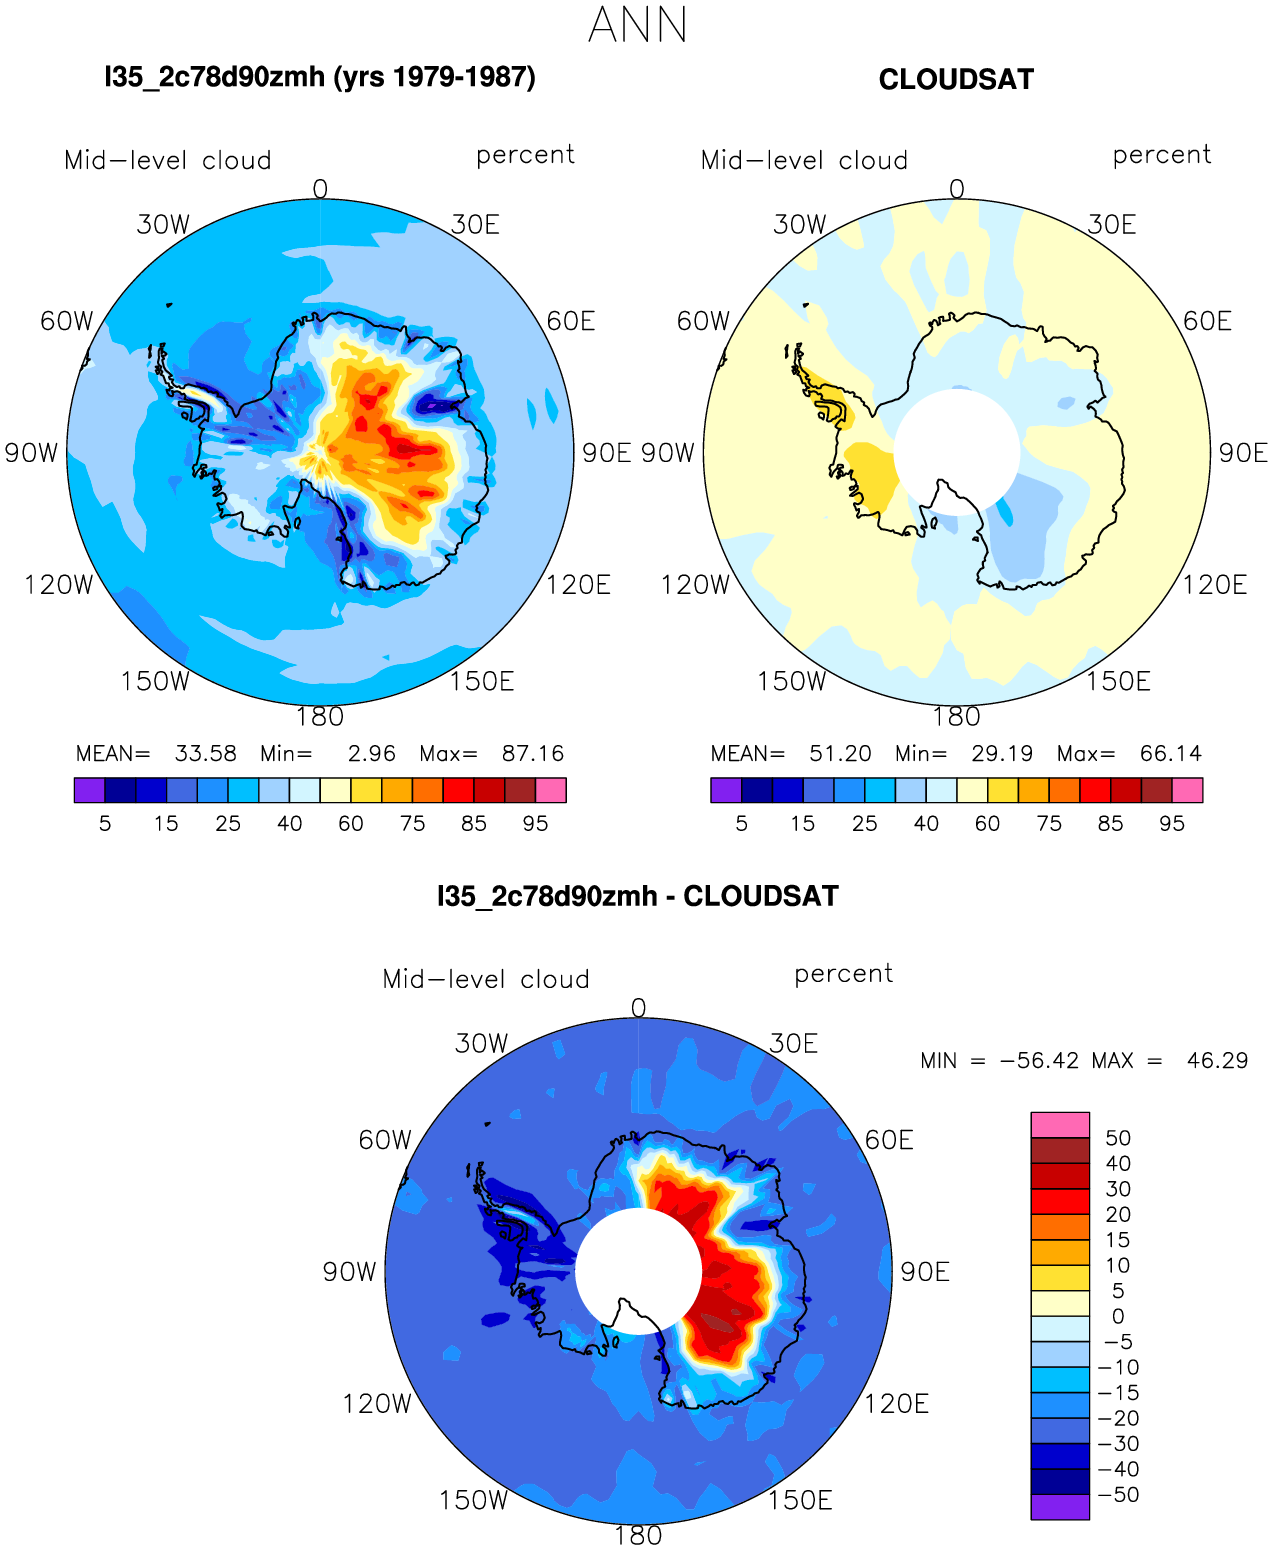 ANN
I35_2c78d90zmh (yrs 1979-1987)
CLOUDSAT
Mid-level cloud percent
Mid-level cloud percent
0
30W 30E
60W 60E
90W 90E
120W 120E
150W 150E
180
0
30W 30E
60W 60E
90W 90E
120W 120E
150W 150E
180
MEAN= 33.58 Min= 2.96 Max= 87.16
5 15 25 40 60 75 85 95
MEAN= 51.20 Min= 29.19 Max= 66.14
5 15 25 40 60 75 85 95
I35_2c78d90zmh - CLOUDSAT
Mid-level cloud percent
0
30W 30E
60W 60E
90W 90E
120W 120E
150W 150E
180
MIN = -56.42 MAX = 46.29
50
40
30
20
15
10
5
0
-5
-10
-15
-20
-30
-40
-50